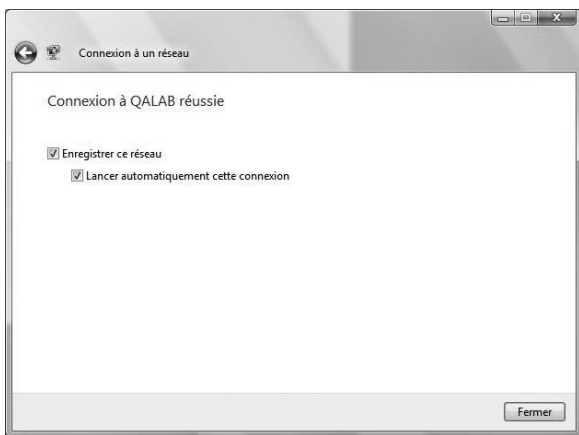 Connexion à un réseau
Connexion à QALAB réussie
Enregistrer ce réseau
Lancer automatiquement cette connexion
Fermer